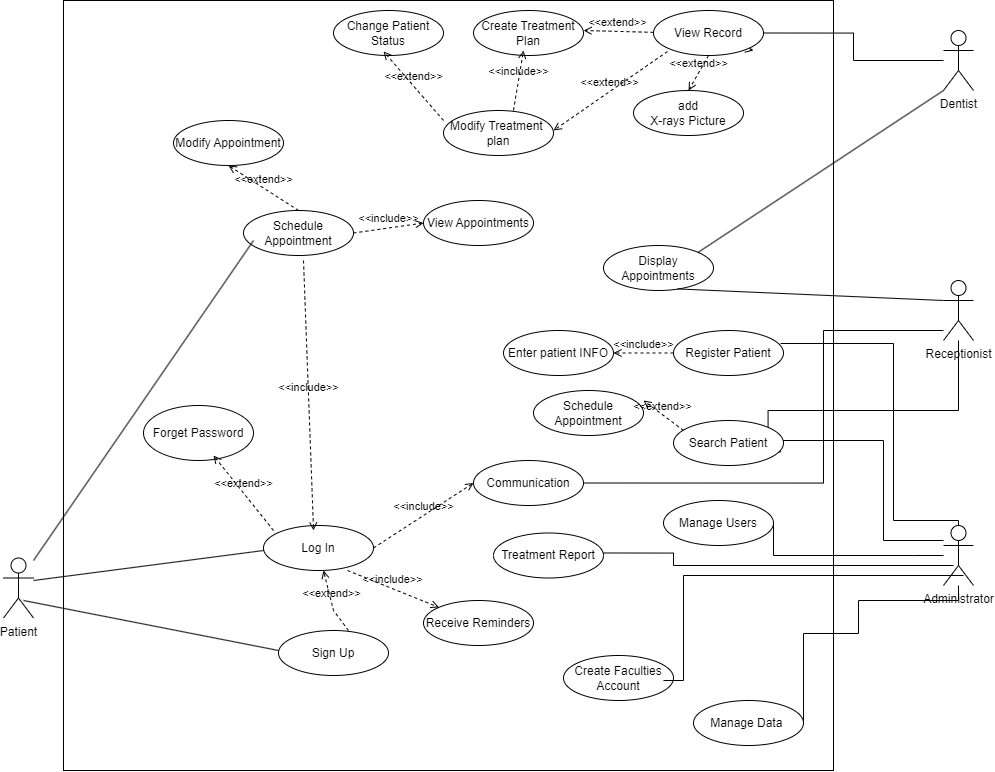 Change Patient
Status
Create Treatment
Plan
<<extend>>
View Record
<<extend>>
<<include>>
<<extend>>
<<extend>>
Dentist
add
X-rays Picture
Modify Treatment
plan
Modify Appointment
<<extend>>
Schedule
Appointment
<<include>>
View Appointments
Display
Appointments
Enter patient INFO
<<include>>
Register Patient
Receptionist
<<include>>
Schedule
Appointment
<<extend>>
Search Patient
Forget Password
<<extend>>
Communication
<<include>>
Manage Users
Log In
Treatment Report
<<include>>
<<extend>>
Administrator
Receive Reminders
Patient
Sign Up
Create Faculties
Account
Manage Data